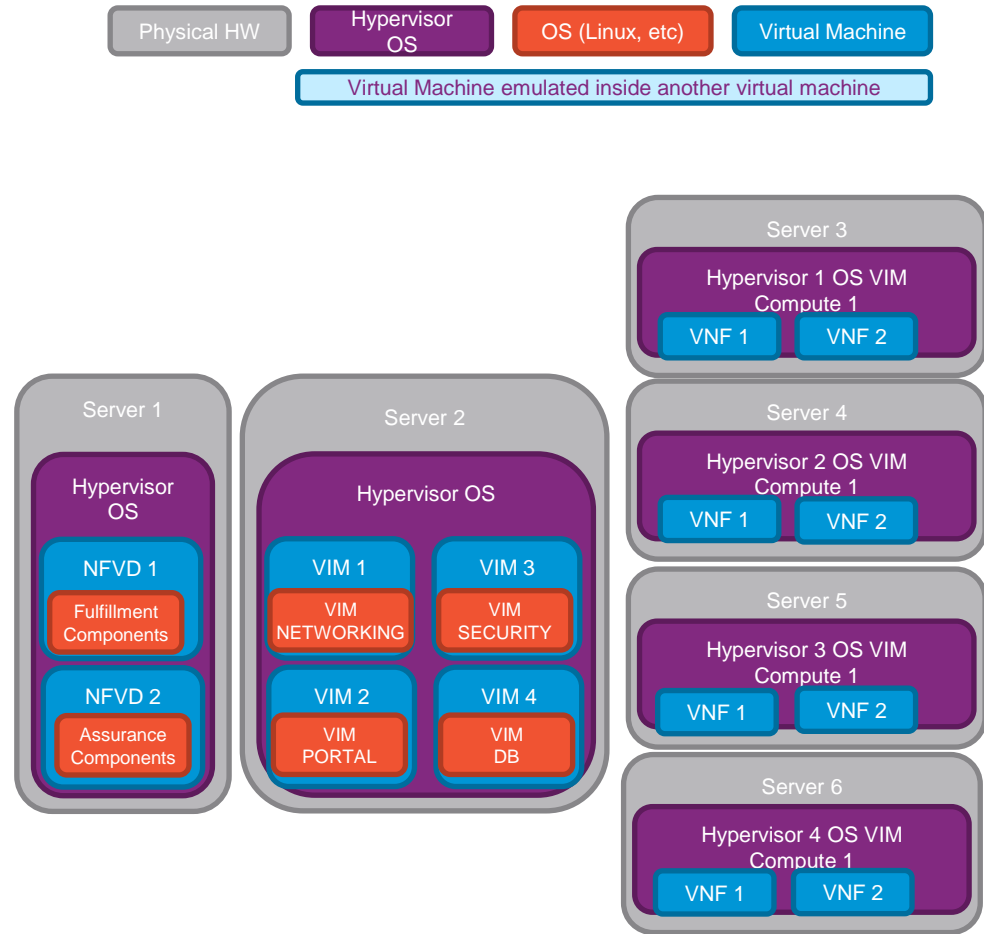 Physical HW
Hypervisor
OS
OS (Linux, etc)
Virtual Machine
Virtual Machine emulated inside another virtual machine
Server 1
Hypervisor
OS
NFVD 1
Fulfillment
Components
NFVD 2
Assurance
Components
Server 2
Hypervisor OS
VIM 1
VIM
NETWORKING
VIM 3
VIM
SECURITY
VIM 2
VIM
PORTAL
VIM 4
VIM
DB
Server 3
Hypervisor 1 OS VIM
Compute 1
VNF 1
VNF 2
Server 4
Hypervisor 2 OS VIM
Compute 1
VNF 1
VNF 2
Server 5
Hypervisor 3 OS VIM
Compute 1
VNF 1
VNF 2
Server 6
Hypervisor 4 OS VIM
Compute 1
VNF 1
VNF 2